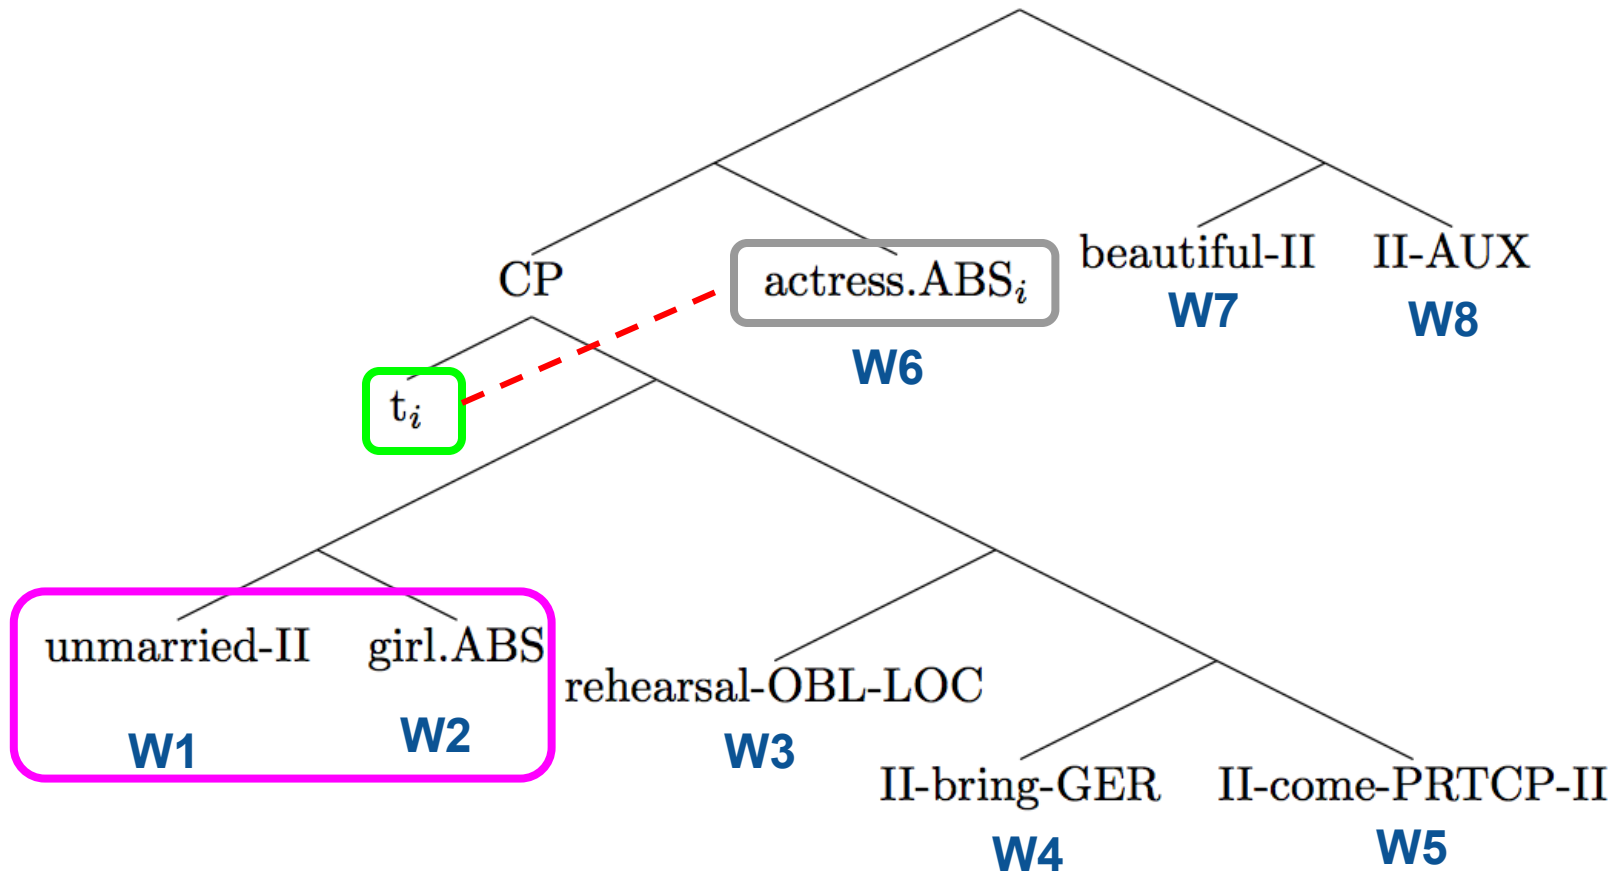 beautiful-II II-AUX
CP actress.ABSᵢ
W7 W8
W6
tᵢ
unmarried-II girl.ABS
rehearsal-OBL-LOC
W1 W2 W3
II-bring-GER II-come-PRTCP-II
W4 W5